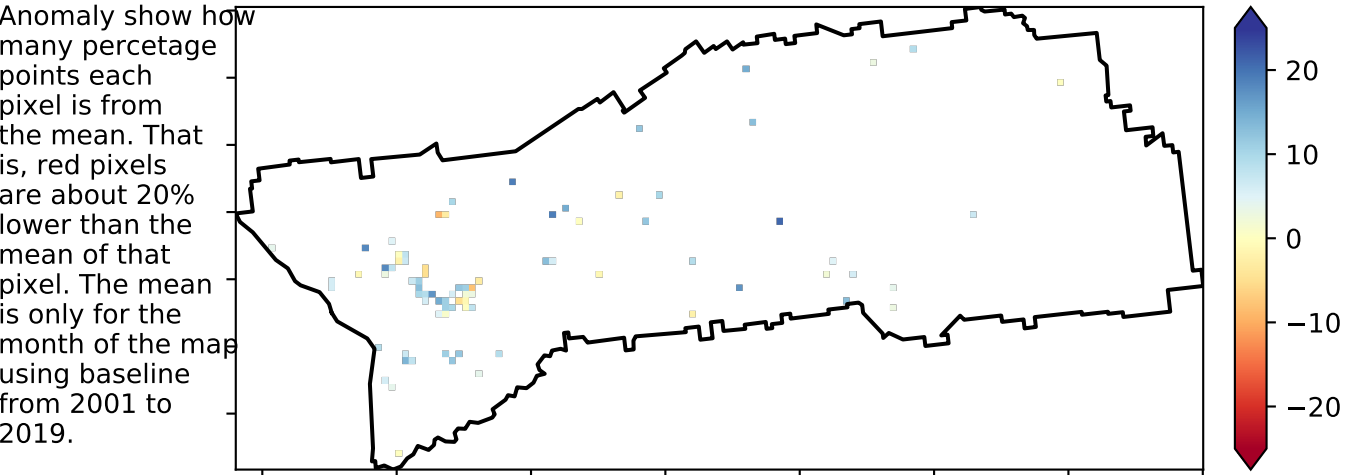 Anomaly show how
many percetage
points each
pixel is from
the mean. That
is, red pixels
are about 20%
lower than the
mean of that
pixel. The mean
is only for the
month of the map
using baseline
from 2001 to
2019.
20
10
0
−10
−20